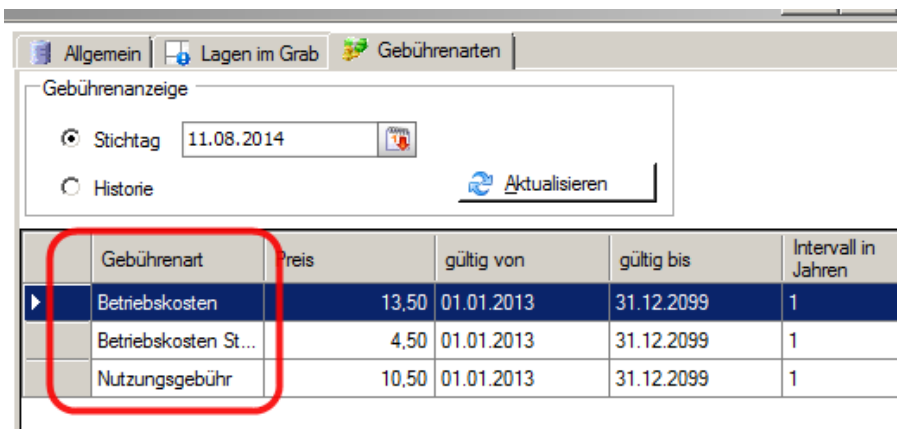 Allgemein Lagen im Grab Gebührenarten
Gebührenanzeige
Stichtag 11.08.2014
Historie Aktualisieren
Gebührenart Preis gültig von gültig bis Intervall in
Jahren
Betriebskosten 13,50 01.01.2013 31.12.2099 1
Betriebskosten St... 4,50 01.01.2013 31.12.2099 1
Nutzungsgebühr 10,50 01.01.2013 31.12.2099 1